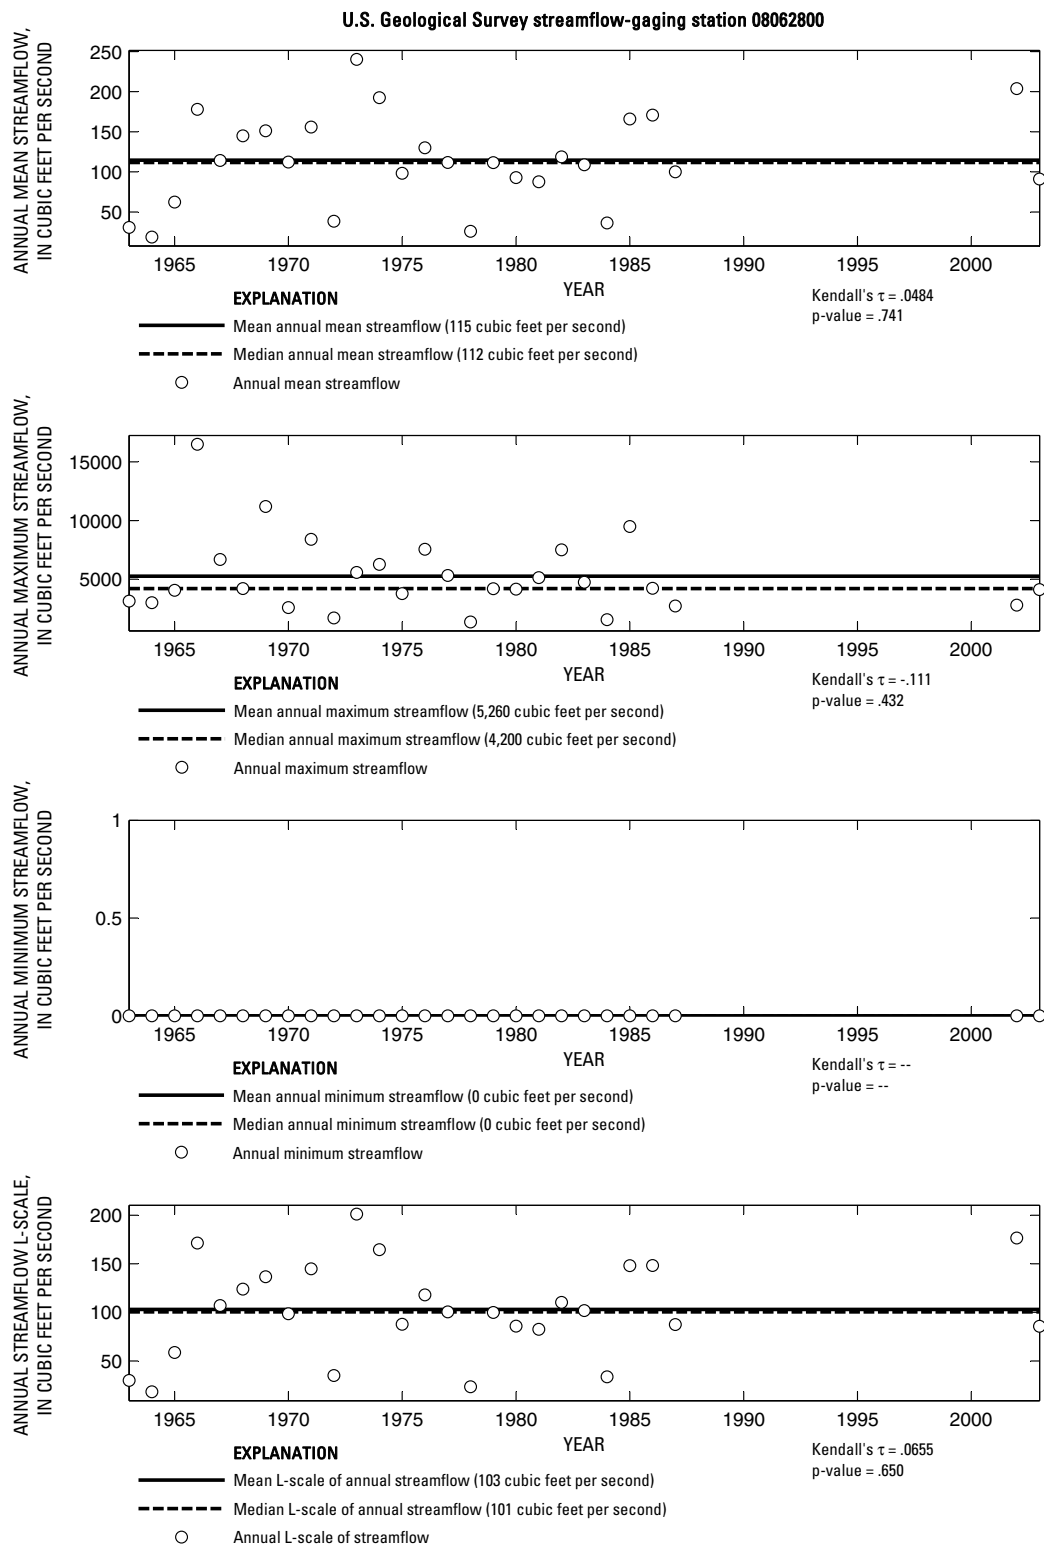 U.S. Geological Survey streamflow-gaging station 08062800
ANNUAL MEAN STREAMFLOW,
IN CUBIC FEET PER SECOND
250
200
150
100
50
1965 1970 1975 1980 1985 1990 1995 2000
YEAR
Kendall's τ = .0484
p-value = .741
EXPLANATION
Mean annual mean streamflow (115 cubic feet per second)
Median annual mean streamflow (112 cubic feet per second)
Annual mean streamflow
ANNUAL MAXIMUM STREAMFLOW,
IN CUBIC FEET PER SECOND
15000
10000
5000
1965 1970 1975 1980 1985 1990 1995 2000
YEAR
Kendall's τ = -.111
p-value = .432
EXPLANATION
Mean annual maximum streamflow (5,260 cubic feet per second)
Median annual maximum streamflow (4,200 cubic feet per second)
Annual maximum streamflow
ANNUAL MINIMUM STREAMFLOW,
IN CUBIC FEET PER SECOND
1
0.5
0
1965 1970 1975 1980 1985 1990 1995 2000
YEAR
Kendall's τ = --
p-value = --
EXPLANATION
Mean annual minimum streamflow (0 cubic feet per second)
Median annual minimum streamflow (0 cubic feet per second)
Annual minimum streamflow
ANNUAL STREAMFLOW L-SCALE,
IN CUBIC FEET PER SECOND
200
150
100
50
1965 1970 1975 1980 1985 1990 1995 2000
YEAR
Kendall's τ = .0655
p-value = .650
EXPLANATION
Mean L-scale of annual streamflow (103 cubic feet per second)
Median L-scale of annual streamflow (101 cubic feet per second)
Annual L-scale of streamflow